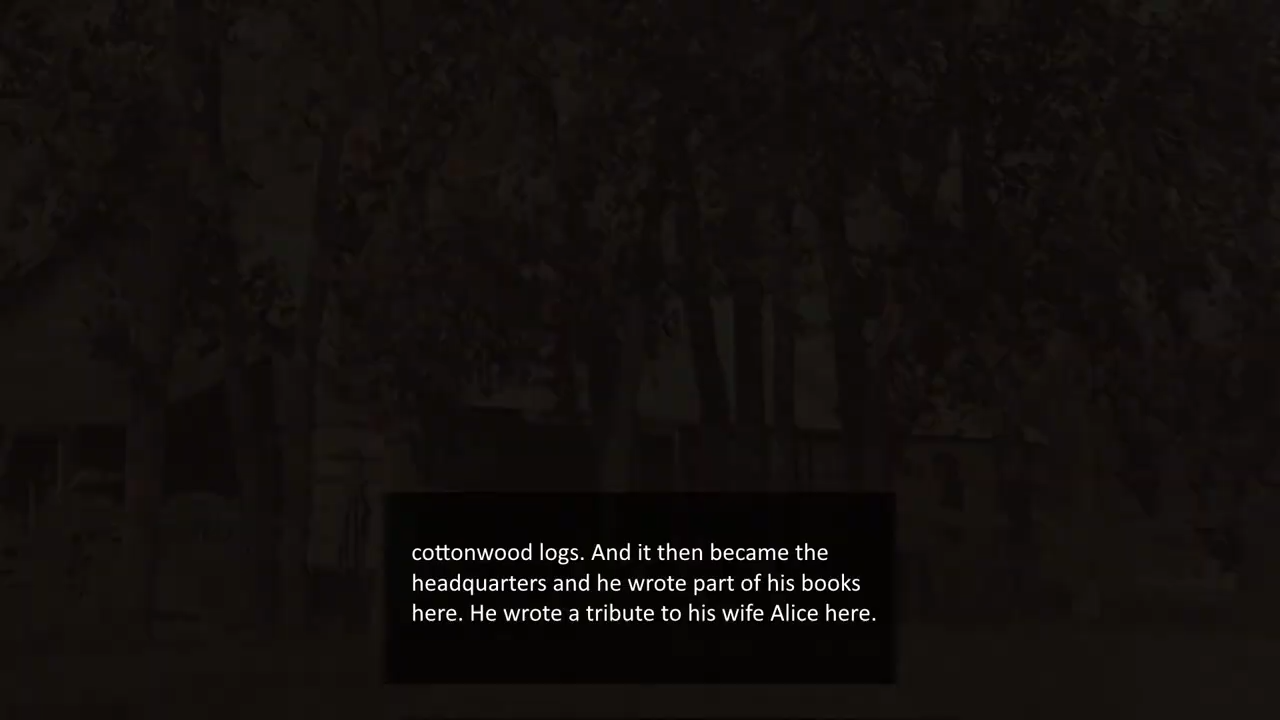 cottonwood logs. And it then became the
headquarters and he wrote part of his books
here. He wrote a tribute to his wife Alice here.